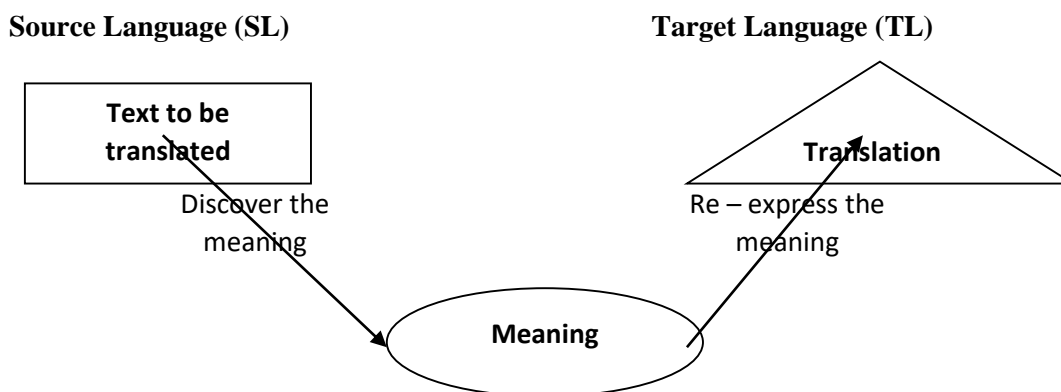 Source Language (SL)
Target Language (TL)
Text to be
translated
Translation
Discover the
meaning
Re – express the
meaning
Meaning